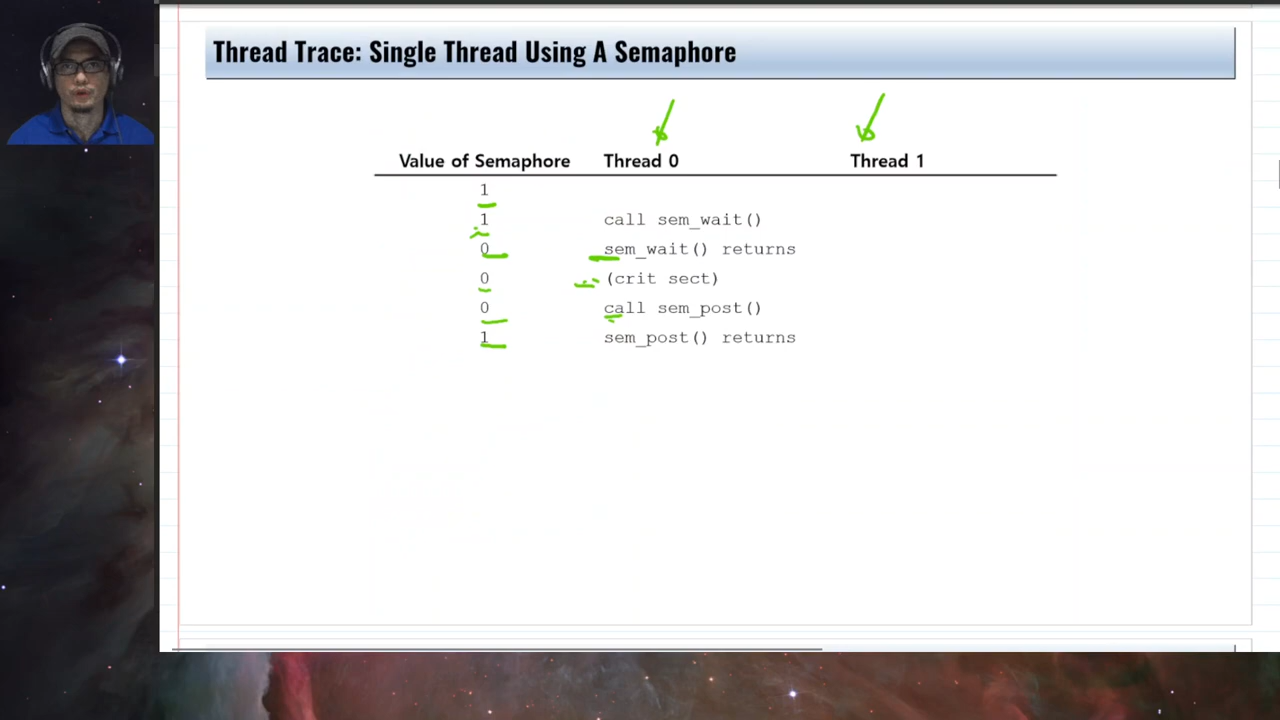 Thread Trace: Single Thread Using A Semaphore
Value of Semaphore Thread 0 Thread 1
1
1 call sem_wait()
0 sem_wait() returns
0 (crit sect)
0 call sem_post()
1 sem_post() returns